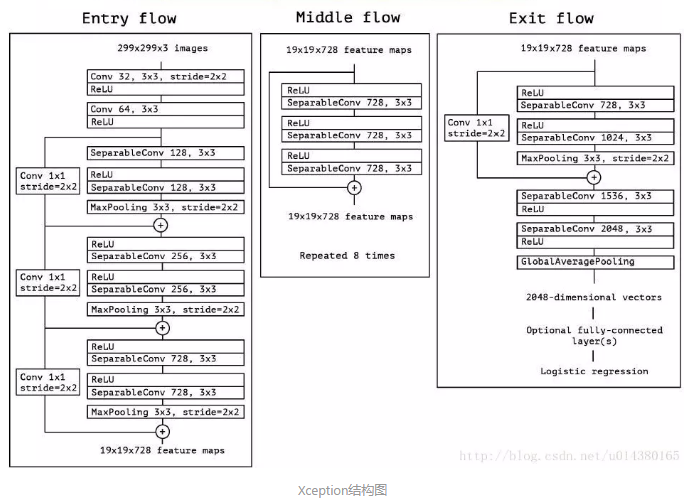 Entry flow
299x299x3 images
Conv 32, 3x3, stride=2x2
ReLU
Conv 64, 3x3
ReLU
Conv 1x1
stride=2x2
SeparableConv 128, 3x3
ReLU
SeparableConv 128, 3x3
MaxPooling 3x3, stride=2x2
+
Conv 1x1
stride=2x2
ReLU
SeparableConv 256, 3x3
ReLU
SeparableConv 256, 3x3
MaxPooling 3x3, stride=2x2
+
Conv 1x1
stride=2x2
ReLU
SeparableConv 728, 3x3
ReLU
SeparableConv 728, 3x3
MaxPooling 3x3, stride=2x2
+
19x19x728 feature maps
Middle flow
19x19x728 feature maps
ReLU
SeparableConv 728, 3x3
ReLU
SeparableConv 728, 3x3
ReLU
SeparableConv 728, 3x3
+
19x19x728 feature maps
Repeated 8 times
Exit flow
19x19x728 feature maps
Conv 1x1
stride=2x2
ReLU
SeparableConv 728, 3x3
ReLU
SeparableConv 1024, 3x3
MaxPooling 3x3, stride=2x2
+
SeparableConv 1536, 3x3
ReLU
SeparableConv 2048, 3x3
ReLU
GlobalAveragePooling
2048-dimensional vectors
Optional fully-connected
layer(s)
Logistic regression
http://blog.csdn.net/u014380165
Xception结构图